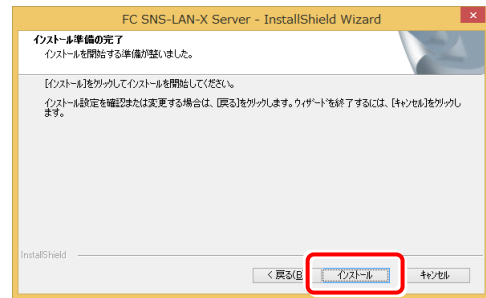 FC SNS-LAN-X Server - InstallShield Wizard
インストール準備の完了
インストールを開始する準備が整いました。
[インストール]をクリックしてインストールを開始してください。
インストール設定を確認または変更する場合は、[戻る]をクリックします。ウィザードを終了するには、[キャンセル]をクリックし
ます。
InstallShield
< 戻る(B インストール キャンセル